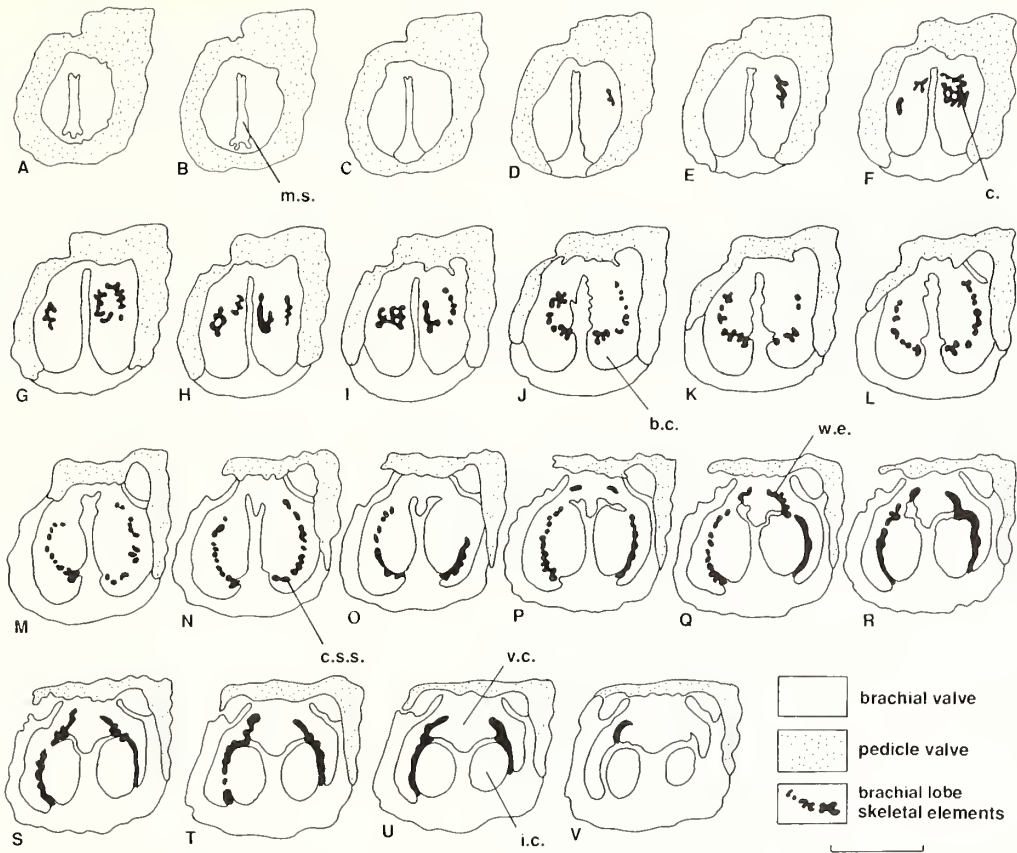 A
B
C
D
E
F
m.s.
c.
G
H
I
J
K
L
b.c.
w.e.
M
N
O
P
Q
R
c.s.s.
v.c.
S
T
U
V
i.c.
brachial valve
pedicle valve
brachial lobe
skeletal elements